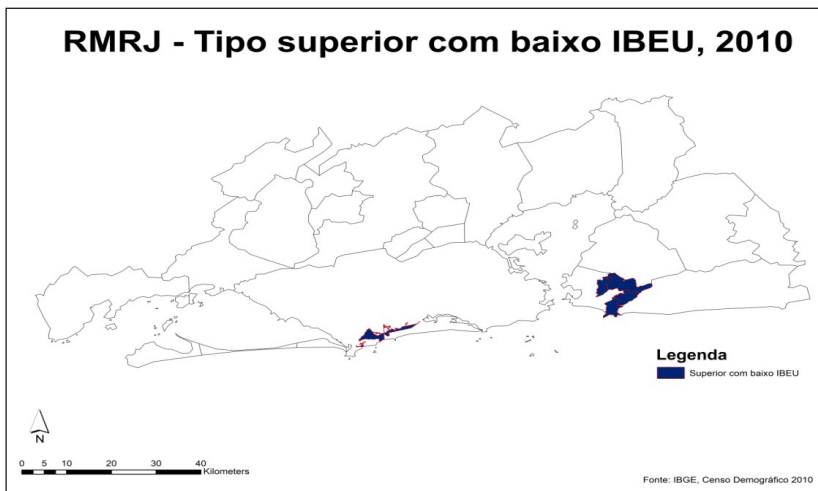 RMRJ - Tipo superior com baixo IBEU, 2010
Legenda
Superior com baixo IBEU
N
0 5 10 20 30 40
Kilometers
Fonte: IBGE, Censo Demográfico 2010